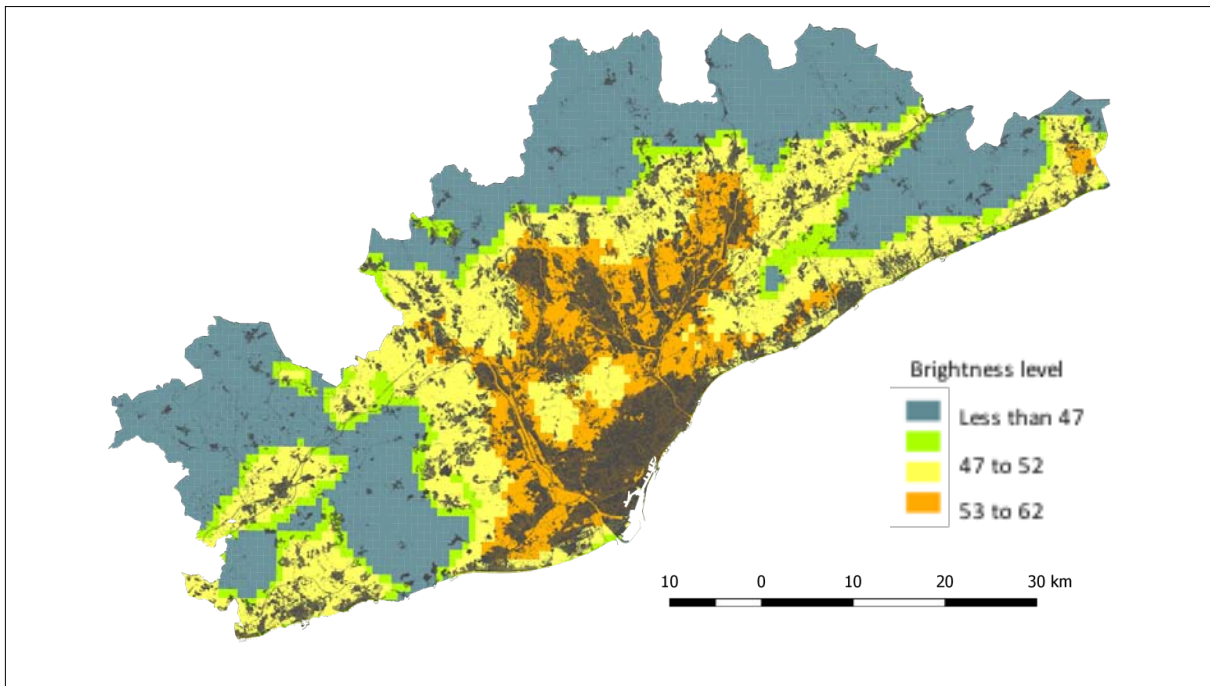 Brightness level
Less than 47
47 to 52
53 to 62
10 0 10 20 30 km